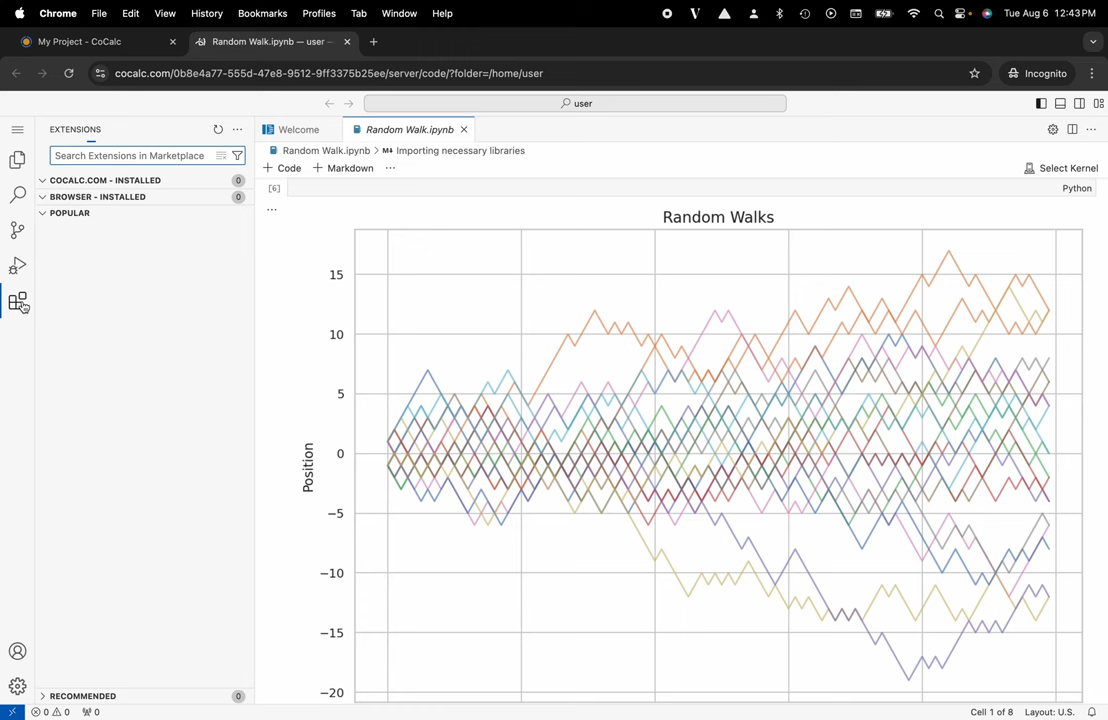 Chrome File Edit View History Bookmarks Profiles Tab Window Help Tue Aug 6 12:43 PM
My Project - CoCalc Random Walk.ipynb — user -
cocalc.com/0b8e4a77-555d-47e8-9512-9ff3375b25ee/server/code/?folder=/home/user Incognito
user
EXTENSIONS Welcome Random Walk.ipynb
Search Extensions in Marketplace Random Walk.ipynb > M↓ Importing necessary libraries
+ Code + Markdown ... Select Kernel
COCALC.COM - INSTALLED 0
[6] Python
BROWSER - INSTALLED 0
POPULAR
...
Random Walks
15
10
5
0
Position
−5
−10
−15
−20
RECOMMENDED 0
0 0 0 Cell 1 of 8 Layout: U.S.